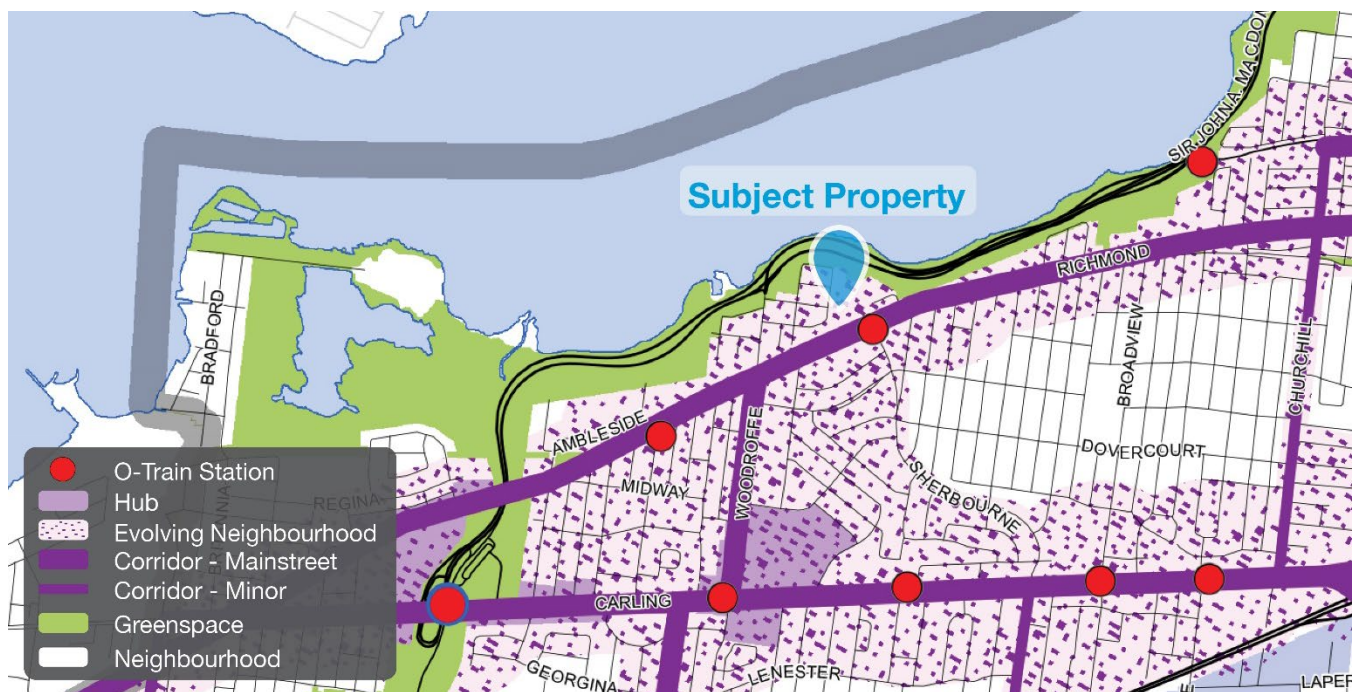 SIR JOHN A. MACDON
Subject Property
RICHMOND
BRADFORD
BROADVIEW
CHURCHILL
AMBLESIDE
WOODROFFE
DOVERCOURT
SHERBOURNE
MIDWAY
O-Train Station
Hub
REGINA
Evolving Neighbourhood
Corridor - Mainstreet
Corridor - Minor
CARLING
Greenspace
Neighbourhood
GEORGINA
LENESTER
LAPER